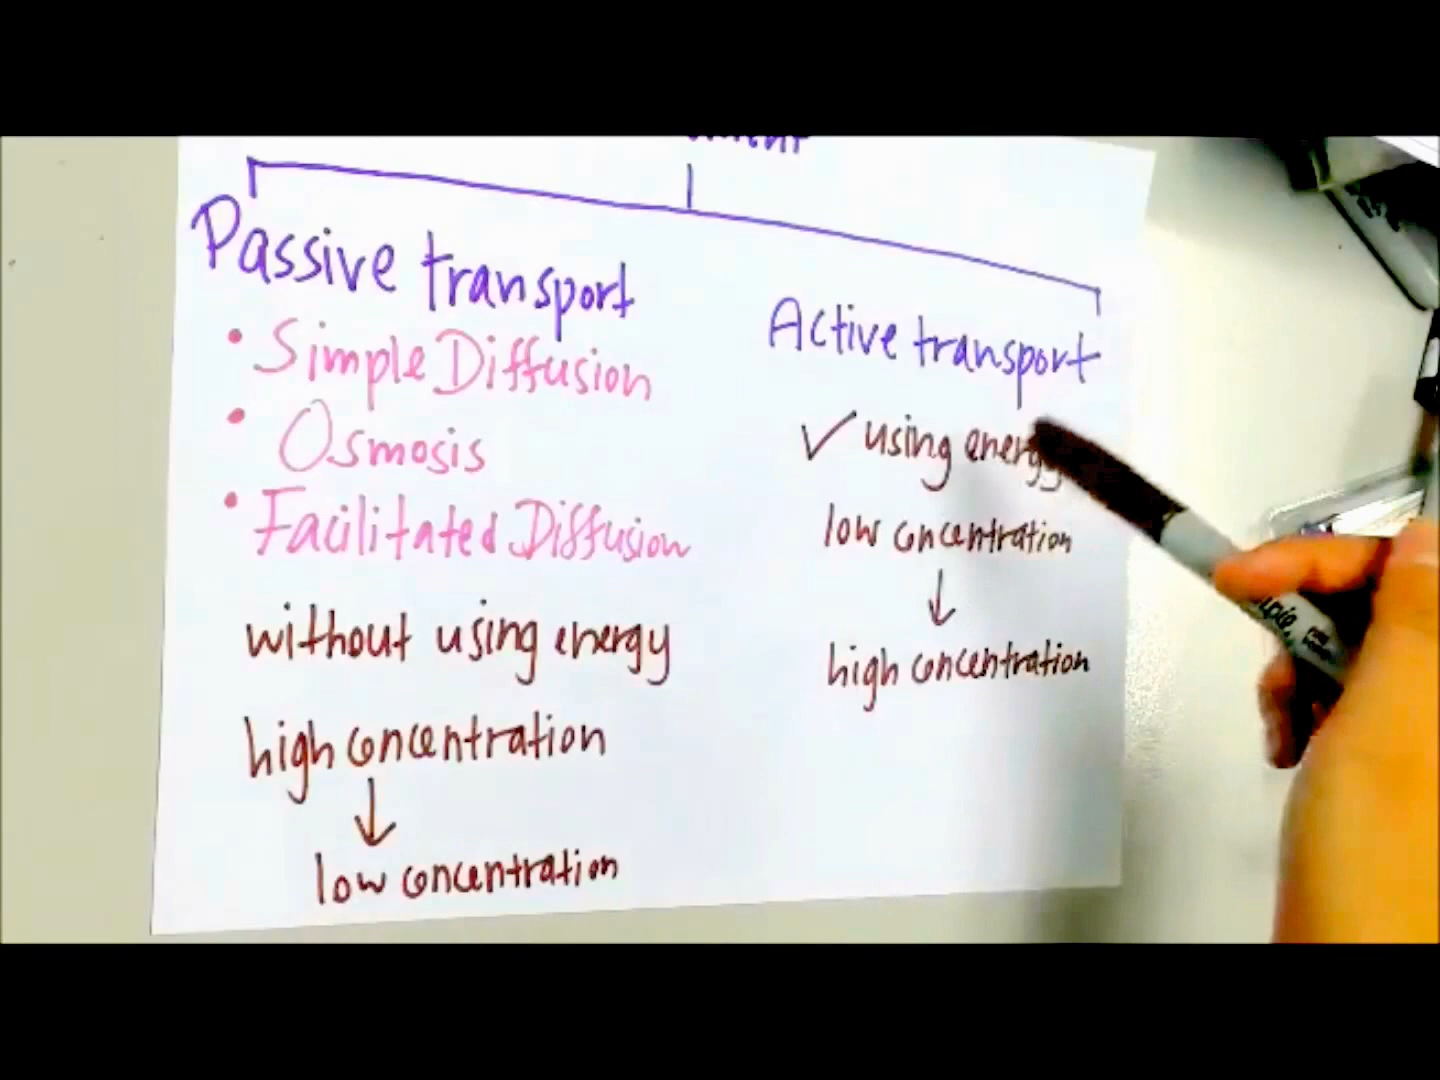 Passive transport
• Simple Diffusion
• Osmosis
• Facilitated Diffusion
without using energy
high concentration
↓
low concentration
Active transport
✓ using energy
low concentration
↓
high concentration